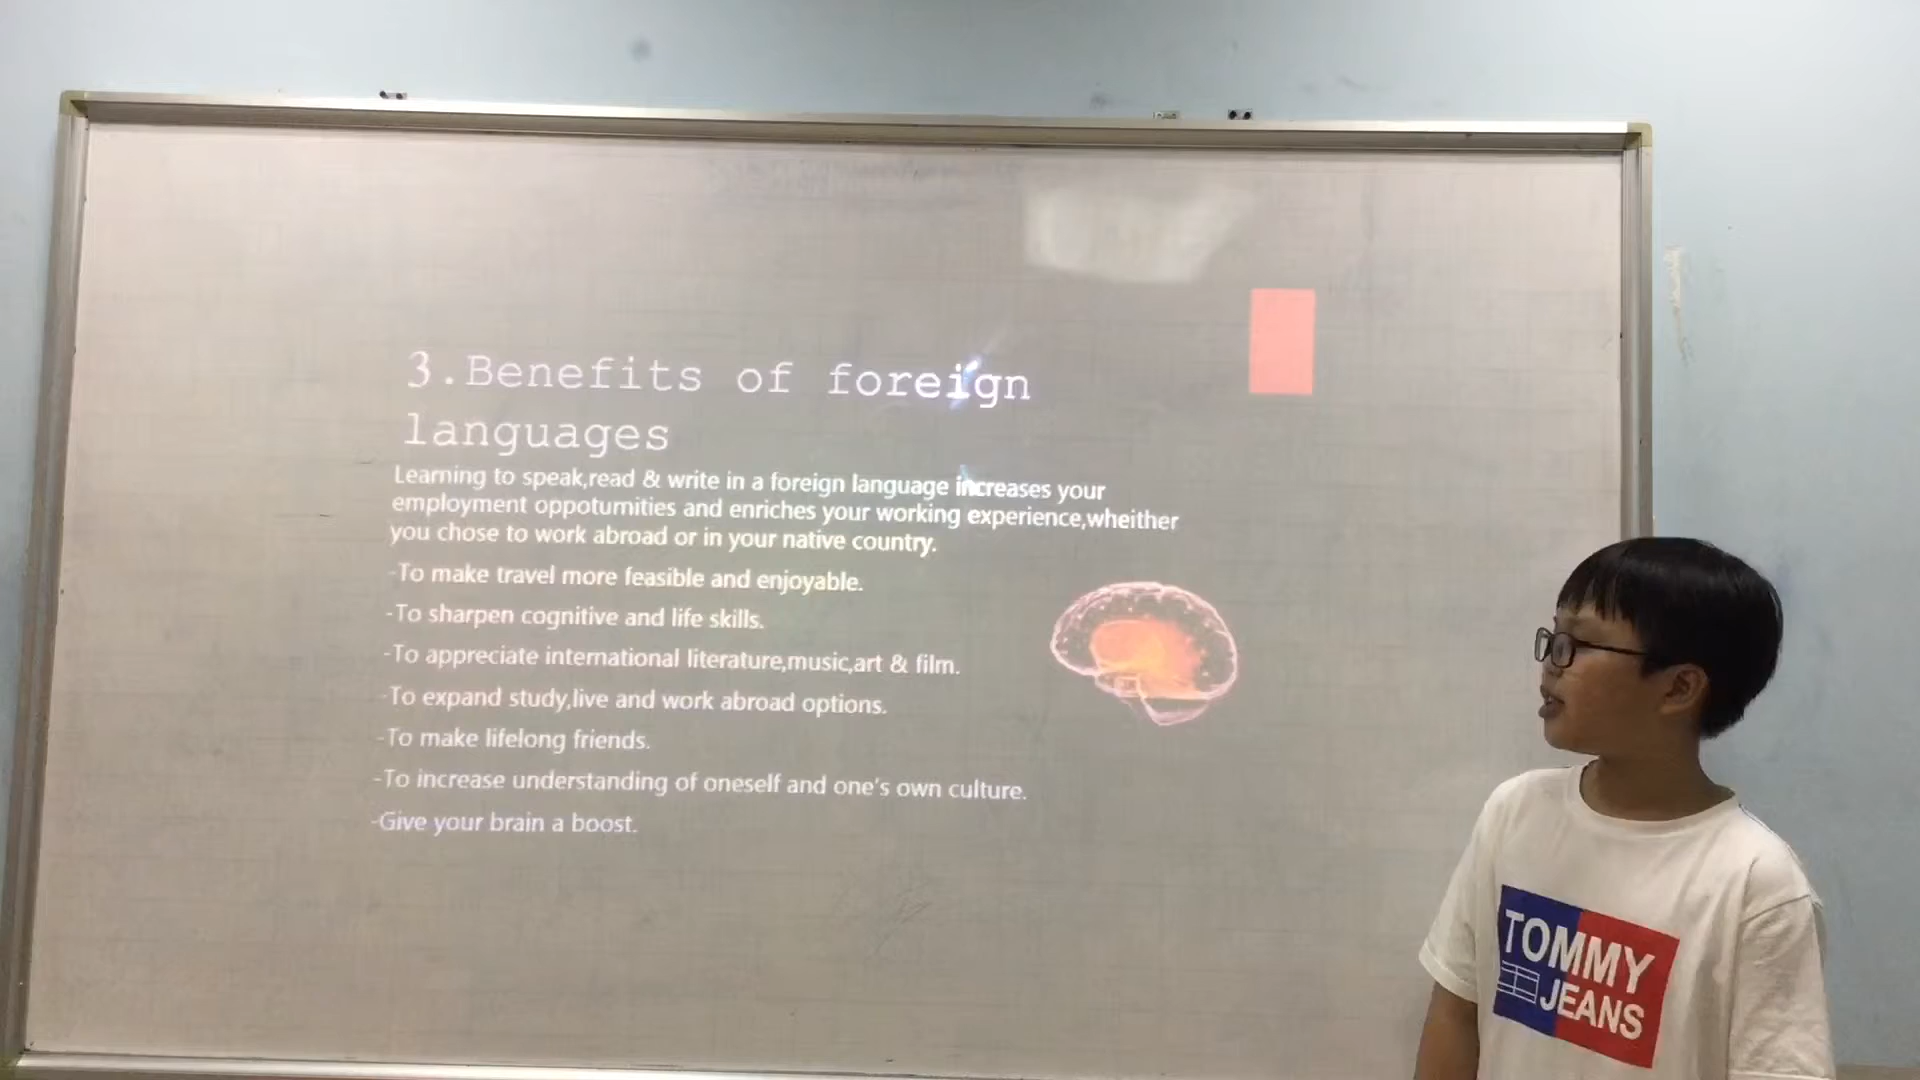 3.Benefits of foreign
languages
Learning to speak,read & write in a foreign language increases your
employment oppoturnities and enriches your working experience,wheither
you chose to work abroad or in your native country.
-To make travel more feasible and enjoyable.
-To sharpen cognitive and life skills.
-To appreciate international literature,music,art & film.
-To expand study,live and work abroad options.
-To make lifelong friends.
-To increase understanding of oneself and one's own culture.
-Give your brain a boost.
TOMMY
JEANS